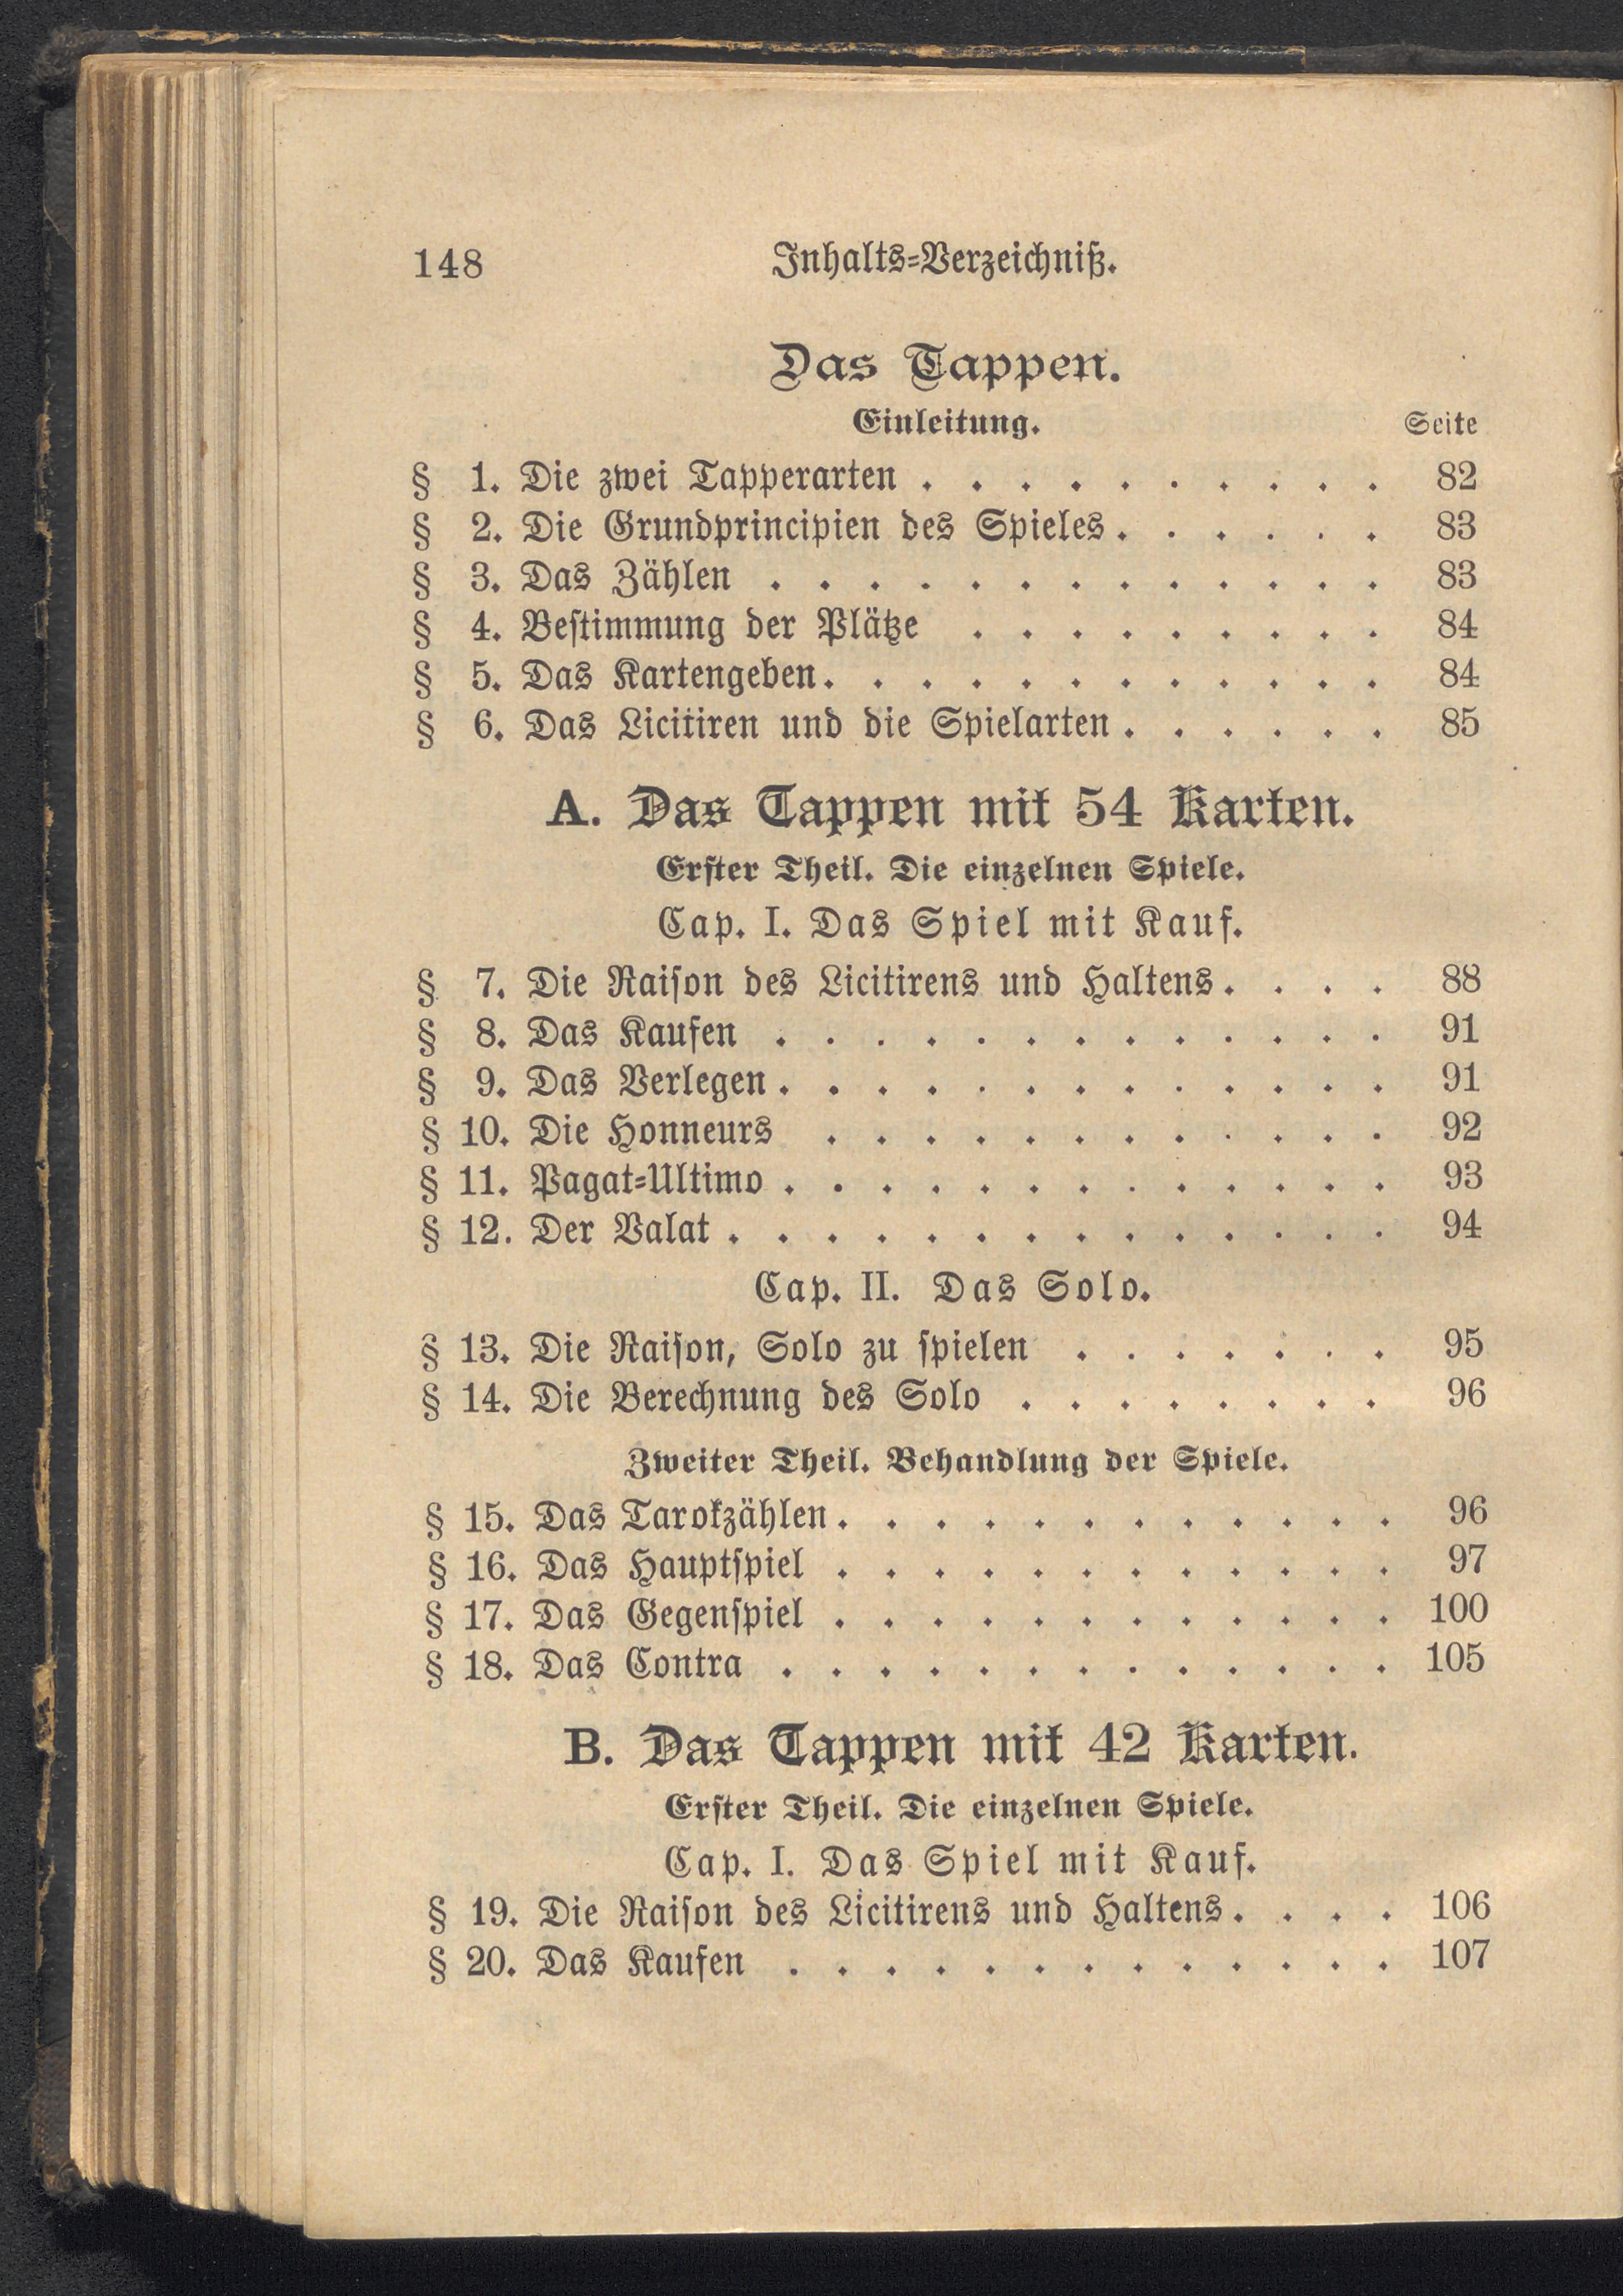 148 Inhalts-Verzeichniß.
Das Tappen.
Einleitung. Seite
§ 1. Die zwei Tapperarten . . . . . . . . . . 82
§ 2. Die Grundprincipien des Spieles . . . . . . 83
§ 3. Das Zählen . . . . . . . . . . . . . 83
§ 4. Bestimmung der Plätze . . . . . . . . . 84
§ 5. Das Kartengeben . . . . . . . . . . . . 84
§ 6. Das Licitiren und die Spielarten . . . . . . 85
A. Das Tappen mit 54 Karten.
Erster Theil. Die einzelnen Spiele.
Cap. I. Das Spiel mit Kauf.
§ 7. Die Raison des Licitirens und Haltens . . . . 88
§ 8. Das Kaufen . . . . . . . . . . . . . 91
§ 9. Das Verlegen . . . . . . . . . . . . . 91
§ 10. Die Honneurs . . . . . . . . . . . . 92
§ 11. Pagat-Ultimo . . . . . . . . . . . . . 93
§ 12. Der Valat . . . . . . . . . . . . . . 94
Cap. II. Das Solo.
§ 13. Die Raison, Solo zu spielen . . . . . . . 95
§ 14. Die Berechnung des Solo . . . . . . . . 96
Zweiter Theil. Behandlung der Spiele.
§ 15. Das Tarokzählen . . . . . . . . . . . . 96
§ 16. Das Hauptspiel . . . . . . . . . . . . 97
§ 17. Das Gegenspiel . . . . . . . . . . . . 100
§ 18. Das Contra . . . . . . . . . . . . . 105
B. Das Tappen mit 42 Karten.
Erster Theil. Die einzelnen Spiele.
Cap. I. Das Spiel mit Kauf.
§ 19. Die Raison des Licitirens und Haltens . . . . 106
§ 20. Das Kaufen . . . . . . . . . . . . . 107